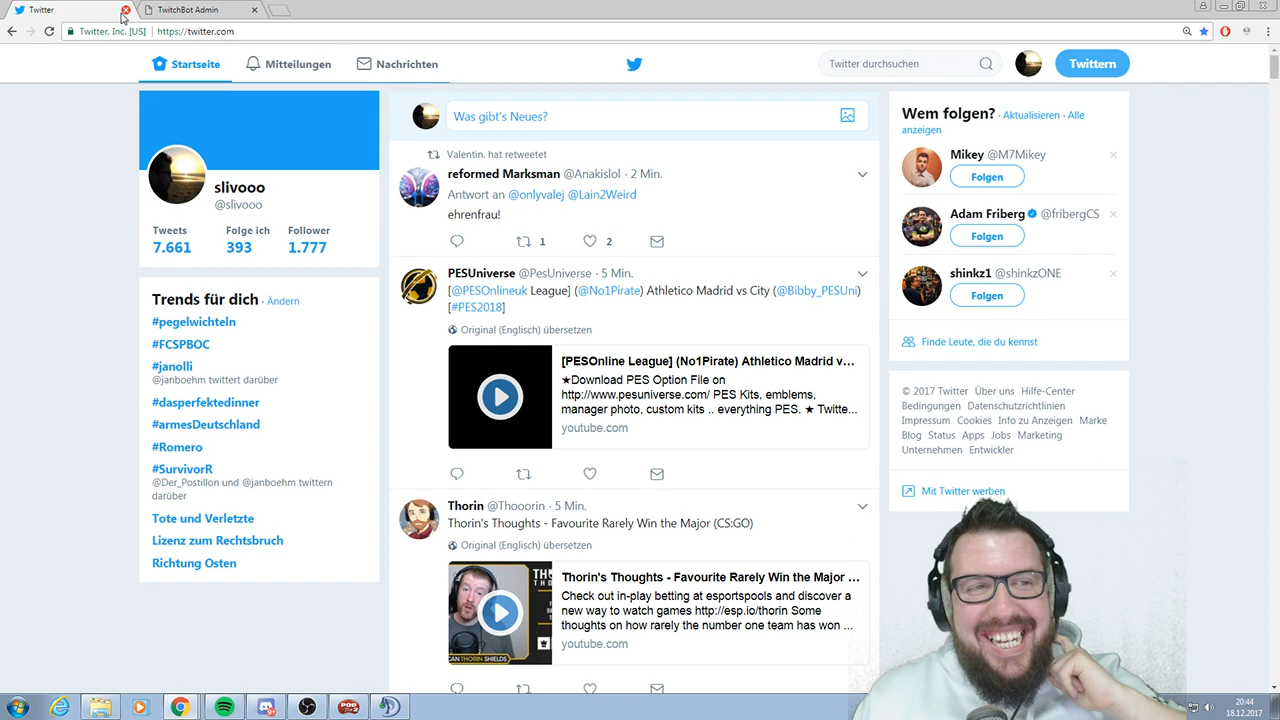 Twitter
TwitchBot Admin
Twitter, Inc. [US]
https://twitter.com
Startseite
Mitteilungen
Nachrichten
Twitter durchsuchen
Twittern
slivooo
@slivooo
Tweets Folge ich Follower
7.661 393 1.777
Trends für dich · Ändern
#pegelwichteln
#FCSPBOC
#janolli
@janboehm twittert darüber
#dasperfektedinner
#armesDeutschland
#Romero
#SurvivorR
@Der_Postillon und @janboehm twittern
darüber
Tote und Verletzte
Lizenz zum Rechtsbruch
Richtung Osten
Was gibt's Neues?
Valentin. hat retweetet
reformed Marksman @Anakislol · 2 Min.
Antwort an @onlyvalej @Lain2Weird
ehrenfrau!
1 2
PESUniverse @PesUniverse · 5 Min.
[@PESOnlineuk League] (@No1Pirate) Athletico Madrid vs City (@Bibby_PESUni)
[#PES2018]
Original (Englisch) übersetzen
[PESOnline League] (No1Pirate) Athletico Madrid v...
★Download PES Option File on
http://www.pesuniverse.com/ PES Kits, emblems,
manager photo, custom kits .. everything PES. ★ Twitte...
youtube.com
Thorin @Thooorin · 5 Min.
Thorin's Thoughts - Favourite Rarely Win the Major (CS:GO)
Original (Englisch) übersetzen
Thorin's Thoughts - Favourite Rarely Win the Major ...
Check out in-play betting at esportspools and discover a
new way to watch games http://esp.io/thorin Some
thoughts on how rarely the number one team has won ...
youtube.com
CAN THORIN SHIELDS
Wem folgen? · Aktualisieren · Alle
anzeigen
Mikey @M7Mikey
Folgen
Adam Friberg @fribergCS
Folgen
shinkz1 @shinkzONE
Folgen
Finde Leute, die du kennst
© 2017 Twitter Über uns Hilfe-Center
Bedingungen Datenschutzrichtlinien
Impressum Cookies Info zu Anzeigen Marke
Blog Status Apps Jobs Marketing
Unternehmen Entwickler
Mit Twitter werben
20:44
18.12.2017